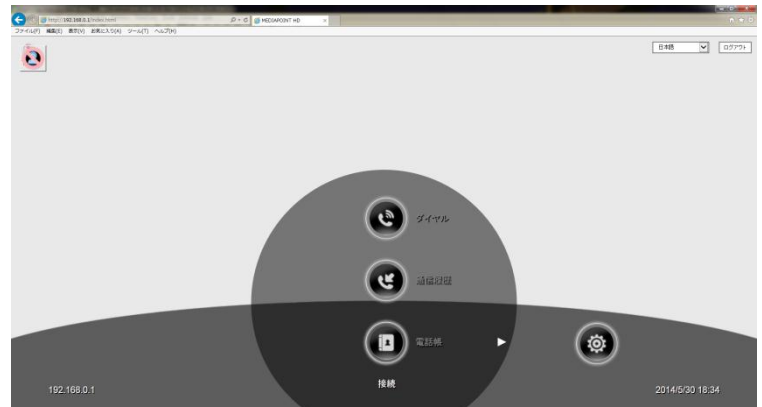 http://192.168.0.1/index.html
MEDIAPOINT HD
ファイル(F) 編集(E) 表示(V) お気に入り(A) ツール(T) ヘルプ(H)
日本語 ログアウト
ダイヤル
通信履歴
電話帳
接続
192.168.0.1
2014/5/30 18:34